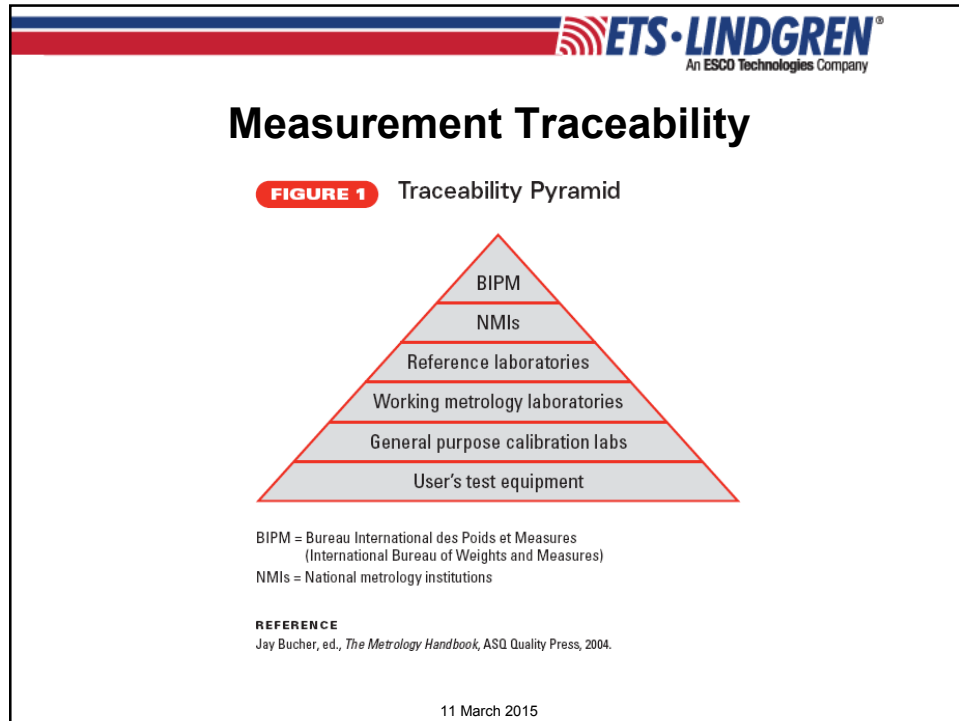 ETS·LINDGREN®
An ESCO Technologies Company
Measurement Traceability
FIGURE 1 Traceability Pyramid
BIPM
NMIs
Reference laboratories
Working metrology laboratories
General purpose calibration labs
User's test equipment
BIPM = Bureau International des Poids et Measures
(International Bureau of Weights and Measures)
NMIs = National metrology institutions
REFERENCE
Jay Bucher, ed., The Metrology Handbook, ASQ Quality Press, 2004.
11 March 2015